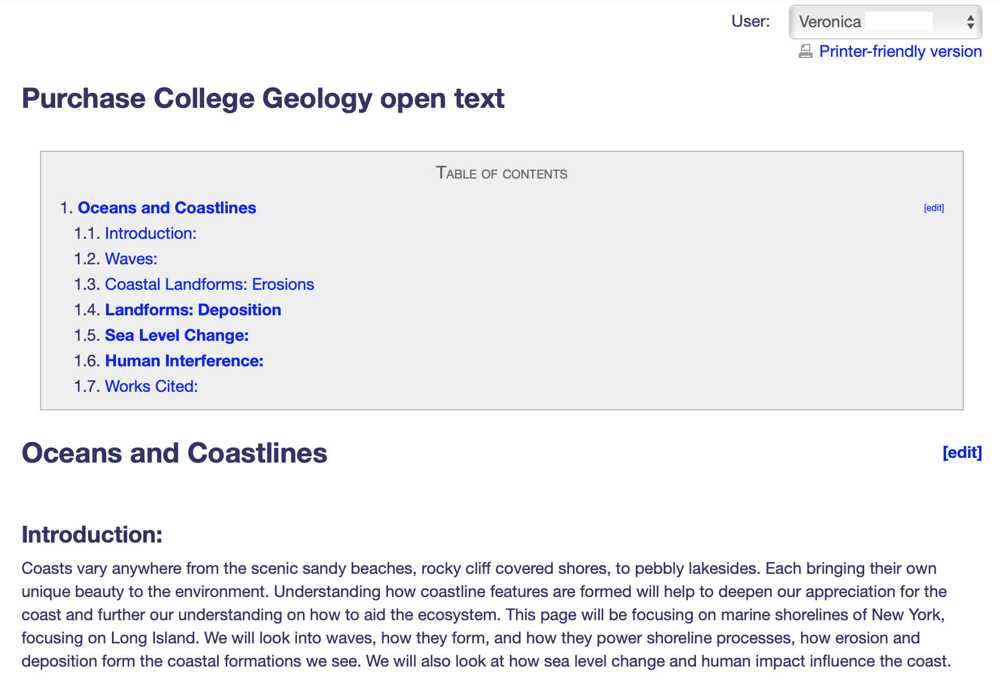 User: Veronica
Printer-friendly version
Purchase College Geology open text
Table of contents
1. Oceans and Coastlines [edit]
1.1. Introduction:
1.2. Waves:
1.3. Coastal Landforms: Erosions
1.4. Landforms: Deposition
1.5. Sea Level Change:
1.6. Human Interference:
1.7. Works Cited:
Oceans and Coastlines [edit]
Introduction:
Coasts vary anywhere from the scenic sandy beaches, rocky cliff covered shores, to pebbly lakesides. Each bringing their own
unique beauty to the environment. Understanding how coastline features are formed will help to deepen our appreciation for the
coast and further our understanding on how to aid the ecosystem. This page will be focusing on marine shorelines of New York,
focusing on Long Island. We will look into waves, how they form, and how they power shoreline processes, how erosion and
deposition form the coastal formations we see. We will also look at how sea level change and human impact influence the coast.